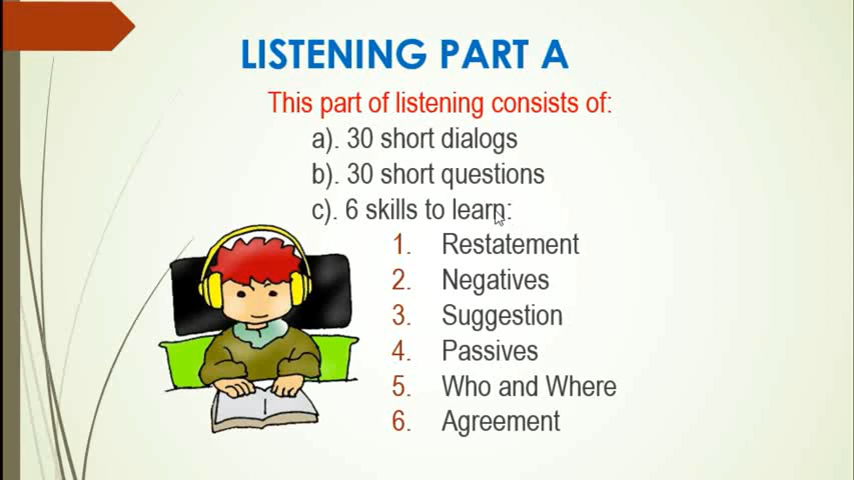 LISTENING PART A
This part of listening consists of:
a). 30 short dialogs
b). 30 short questions
c). 6 skills to learn:
1. Restatement
2. Negatives
3. Suggestion
4. Passives
5. Who and Where
6. Agreement